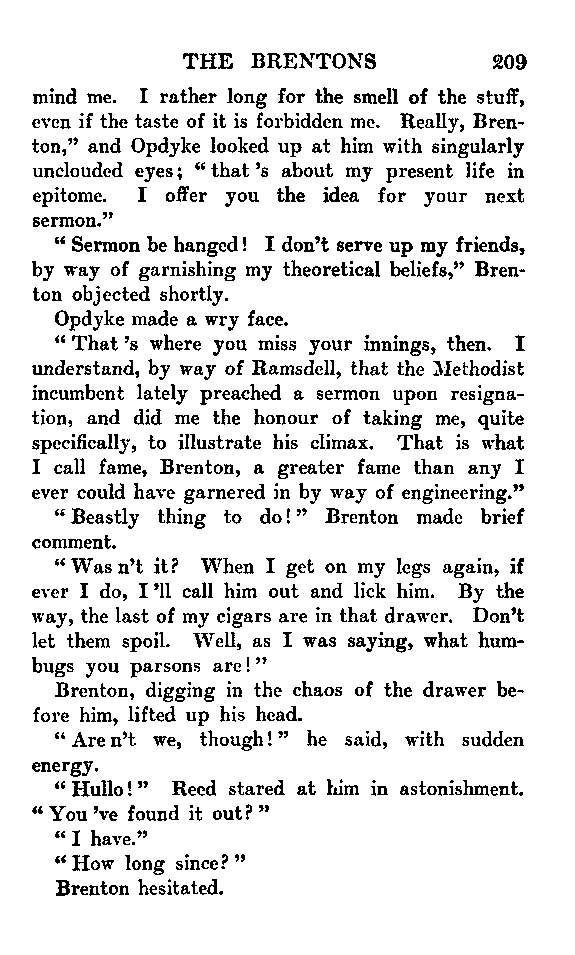 THE BRENTONS 209
mind me. I rather long for the smell of the stuff,
even if the taste of it is forbidden me. Really, Bren-
ton,” and Opdyke looked up at him with singularly
unclouded eyes; “that’s about my present life in
epitome. I offer you the idea for your next
sermon.”
“Sermon be hanged! I don’t serve up my friends,
by way of garnishing my theoretical beliefs,” Bren-
ton objected shortly.
Opdyke made a wry face.
“That’s where you miss your innings, then. I
understand, by way of Ramsdell, that the Methodist
incumbent lately preached a sermon upon resigna-
tion, and did me the honour of taking me, quite
specifically, to illustrate his climax. That is what
I call fame, Brenton, a greater fame than any I
ever could have garnered in by way of engineering.”
“Beastly thing to do!” Brenton made brief
comment.
“Was n’t it? When I get on my legs again, if
ever I do, I ’ll call him out and lick him. By the
way, the last of my cigars are in that drawer. Don’t
let them spoil. Well, as I was saying, what hum-
bugs you parsons are!”
Brenton, digging in the chaos of the drawer be-
fore him, lifted up his head.
“Are n’t we, though!” he said, with sudden
energy.
“Hullo!” Reed stared at him in astonishment.
“You ’ve found it out?”
“I have.”
“How long since?”
Brenton hesitated.